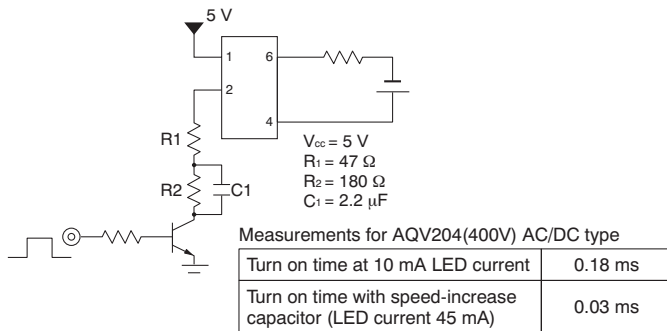 5 V
1
6
2
4
R1
R2
C1
Vcc = 5 V
R1 = 47 Ω
R2 = 180 Ω
C1 = 2.2 μF
Measurements for AQV204(400V) AC/DC type
Turn on time at 10 mA LED current 0.18 ms
Turn on time with speed-increase
capacitor (LED current 45 mA) 0.03 ms